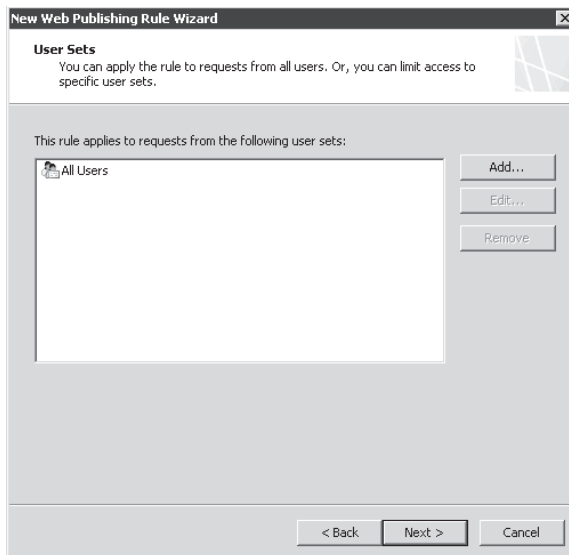 New Web Publishing Rule Wizard
User Sets
You can apply the rule to requests from all users. Or, you can limit access to
specific user sets.
This rule applies to requests from the following user sets:
All Users
Add...
Edit...
Remove
< Back
Next >
Cancel